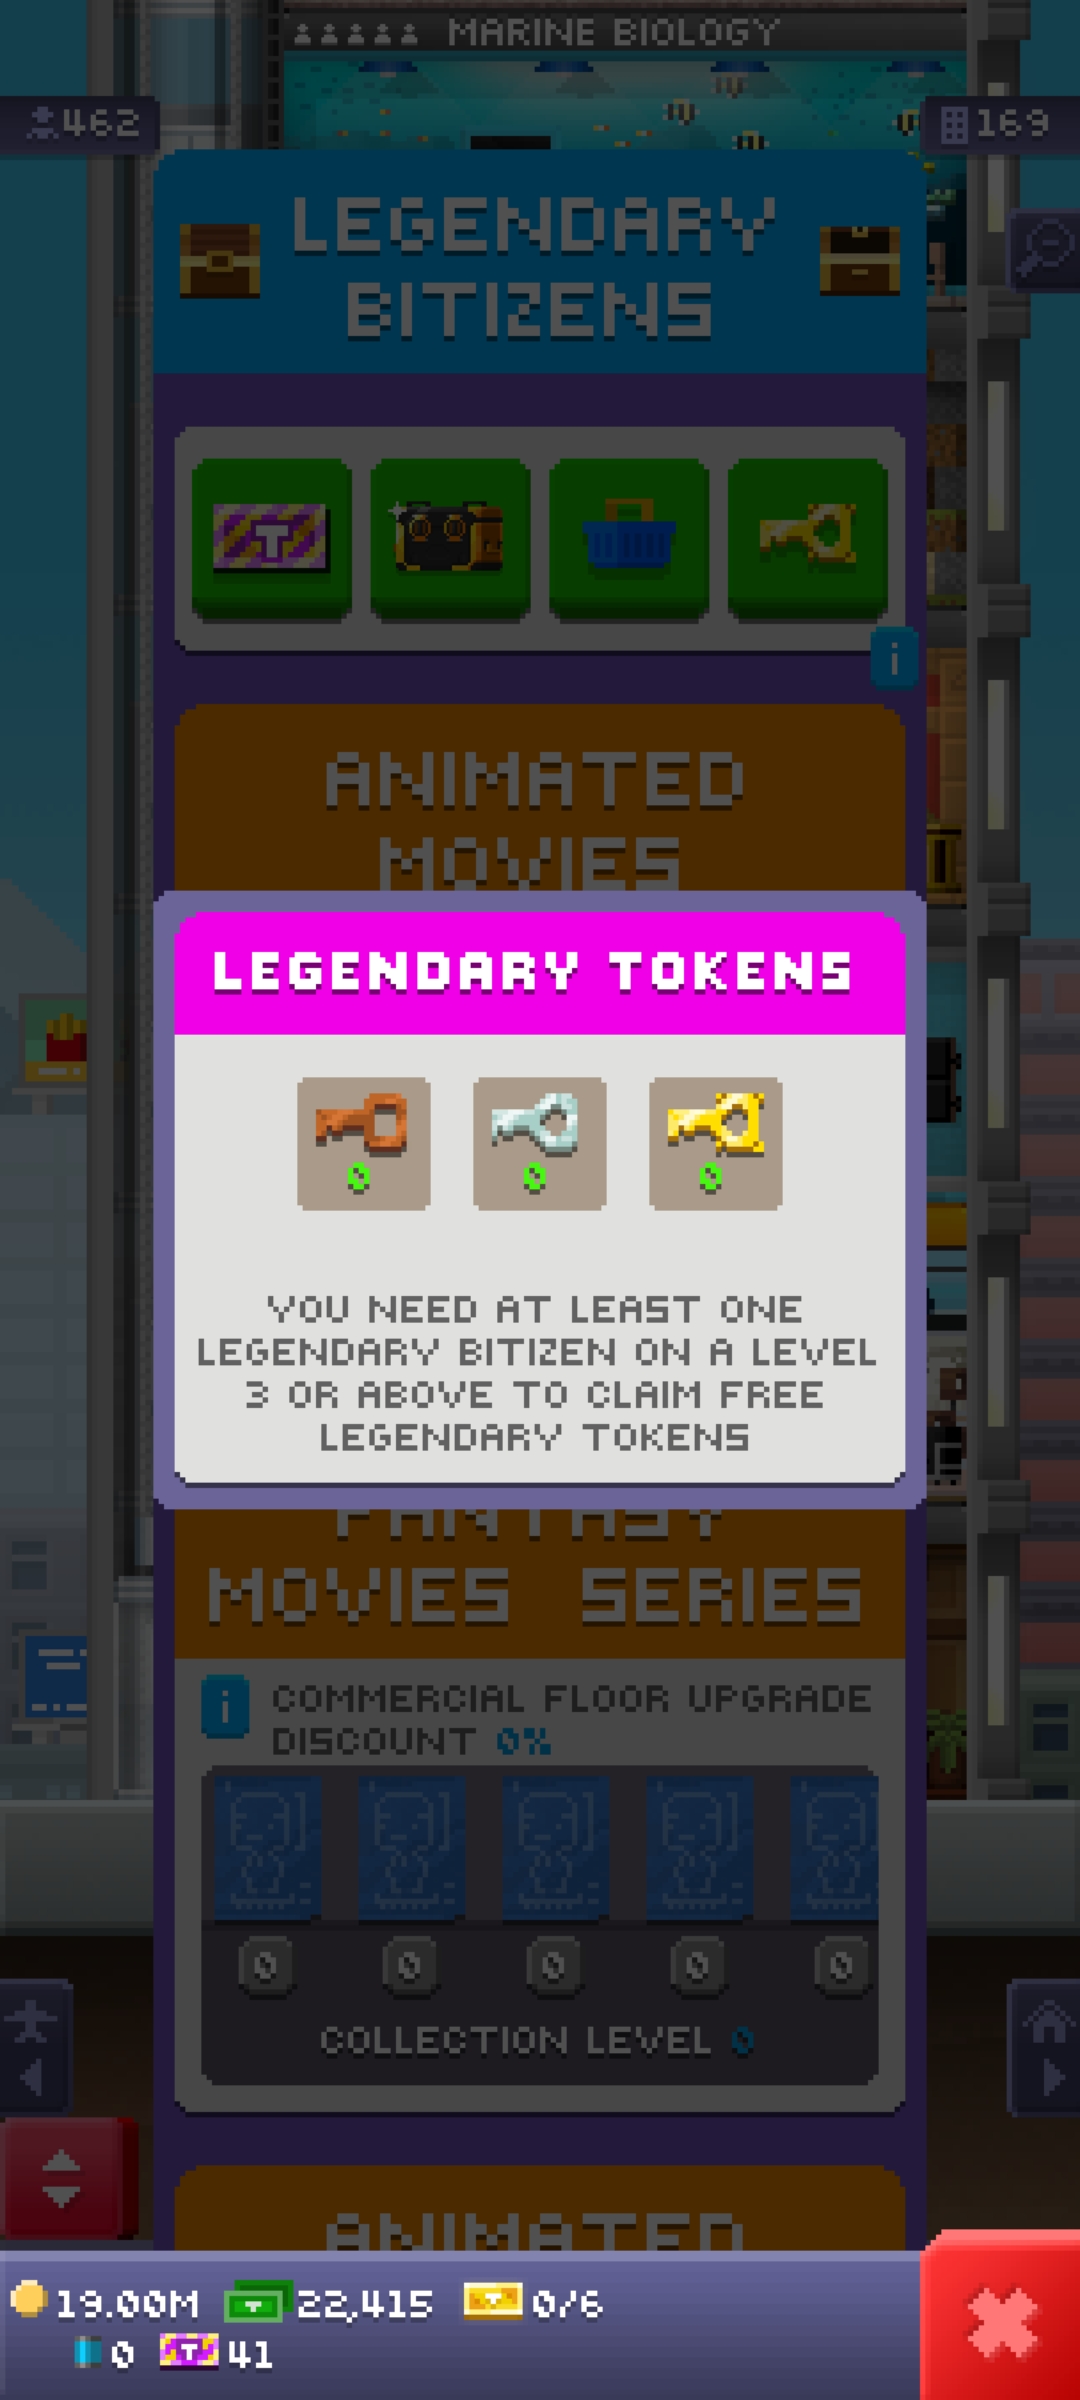 MARINE BIOLOGY
462
169
LEGENDARY
BITIZENS
T
i
ANIMATED
MOVIES
LEGENDARY TOKENS
0 0 0
YOU NEED AT LEAST ONE
LEGENDARY BITIZEN ON A LEVEL
3 OR ABOVE TO CLAIM FREE
LEGENDARY TOKENS
FANTASY
MOVIES SERIES
i COMMERCIAL FLOOR UPGRADE
DISCOUNT 0%
0 0 0 0 0
COLLECTION LEVEL 0
ANIMATED
19.00M 22,415 0/6
0 T 41